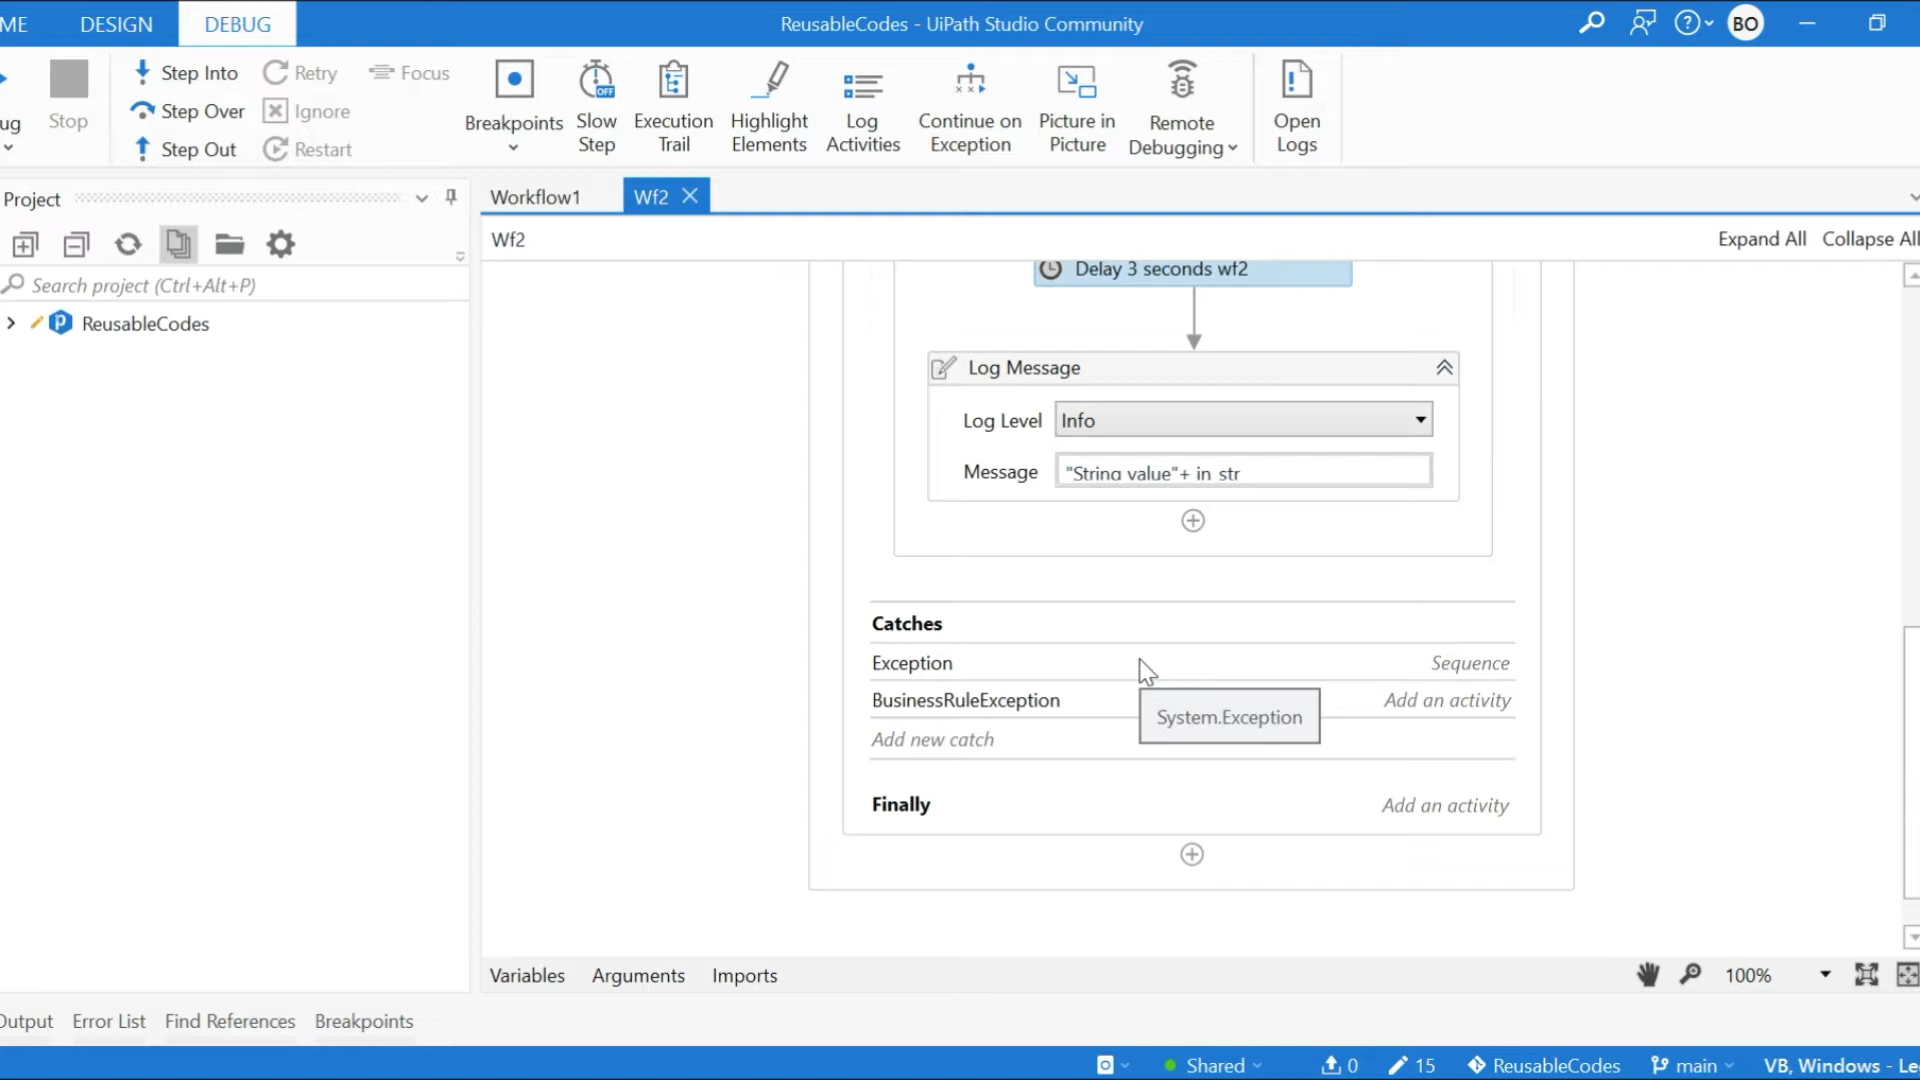 ME DESIGN DEBUG ReusableCodes - UiPath Studio Community BO
Step Into Retry Focus
Step Over Ignore
Step Out Restart
ug Stop
Breakpoints
Slow Step
OFF
Execution Trail
Highlight Elements
Log Activities
Continue on Exception
Picture in Picture
Remote Debugging
Open Logs
Project
Workflow1 Wf2
Wf2 Expand All Collapse All
Search project (Ctrl+Alt+P)
ReusableCodes
Delay 3 seconds wf2
Log Message
Log Level Info
Message "String value"+ in_str
Catches
Exception Sequence
BusinessRuleException Add an activity
System.Exception
Add new catch
Finally Add an activity
Variables Arguments Imports 100%
Output Error List Find References Breakpoints
Shared 0 15 ReusableCodes main VB, Windows - Le